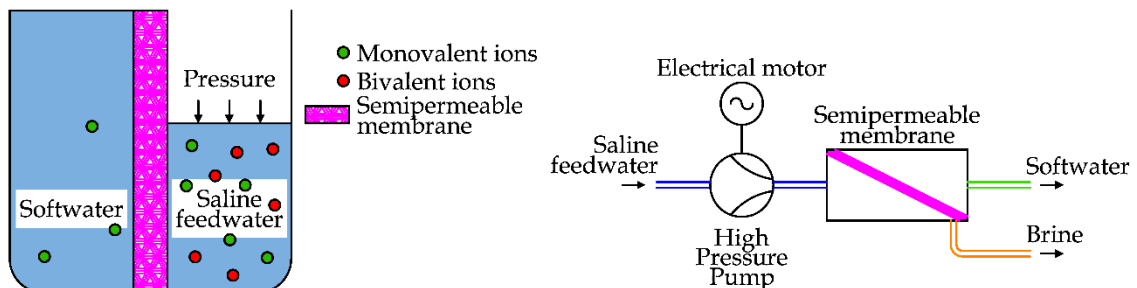 Pressure
Softwater
Saline
feedwater
Monovalent ions
Bivalent ions
Semipermeable
membrane
Electrical motor
Saline
feedwater
High
Pressure
Pump
Semipermeable
membrane
Softwater
Brine